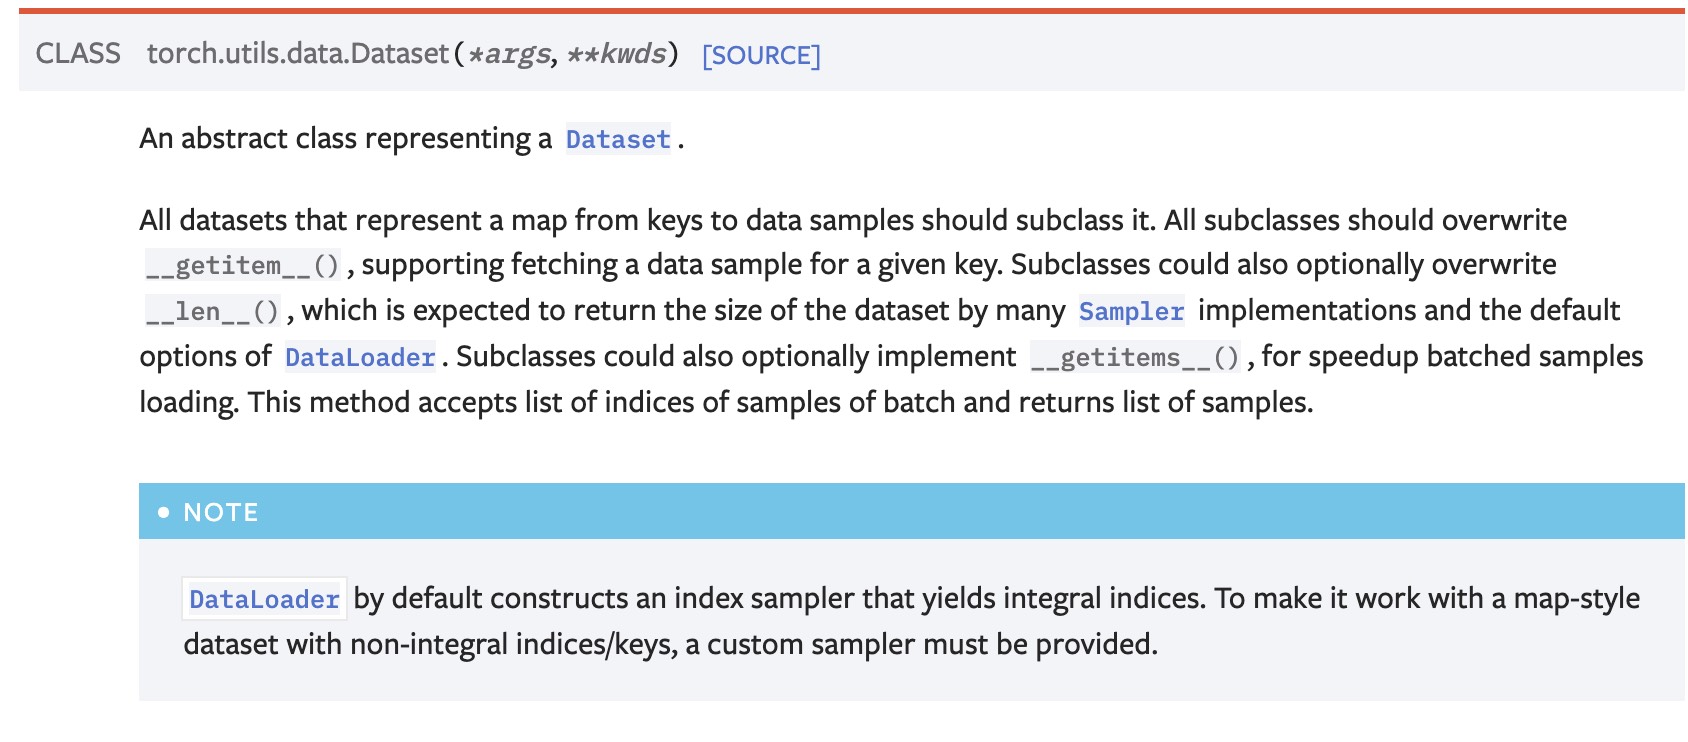 CLASS torch.utils.data.Dataset(*args, **kwds) [SOURCE]
An abstract class representing a Dataset.
All datasets that represent a map from keys to data samples should subclass it. All subclasses should overwrite
__getitem__(), supporting fetching a data sample for a given key. Subclasses could also optionally overwrite
__len__(), which is expected to return the size of the dataset by many Sampler implementations and the default
options of DataLoader. Subclasses could also optionally implement __getitems__(), for speedup batched samples
loading. This method accepts list of indices of samples of batch and returns list of samples.
• NOTE
DataLoader by default constructs an index sampler that yields integral indices. To make it work with a map-style
dataset with non-integral indices/keys, a custom sampler must be provided.